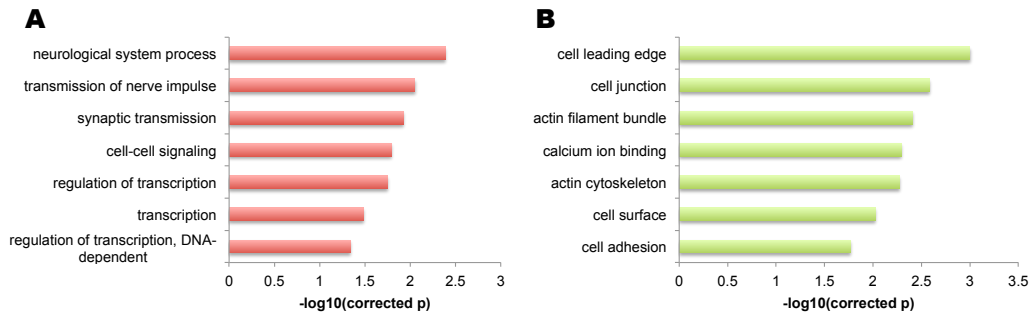 A
neurological system process
transmission of nerve impulse
synaptic transmission
cell-cell signaling
regulation of transcription
transcription
regulation of transcription, DNA-
dependent
0 0.5 1 1.5 2 2.5 3
-log10(corrected p)
B
cell leading edge
cell junction
actin filament bundle
calcium ion binding
actin cytoskeleton
cell surface
cell adhesion
0 0.5 1 1.5 2 2.5 3 3.5
-log10(corrected p)